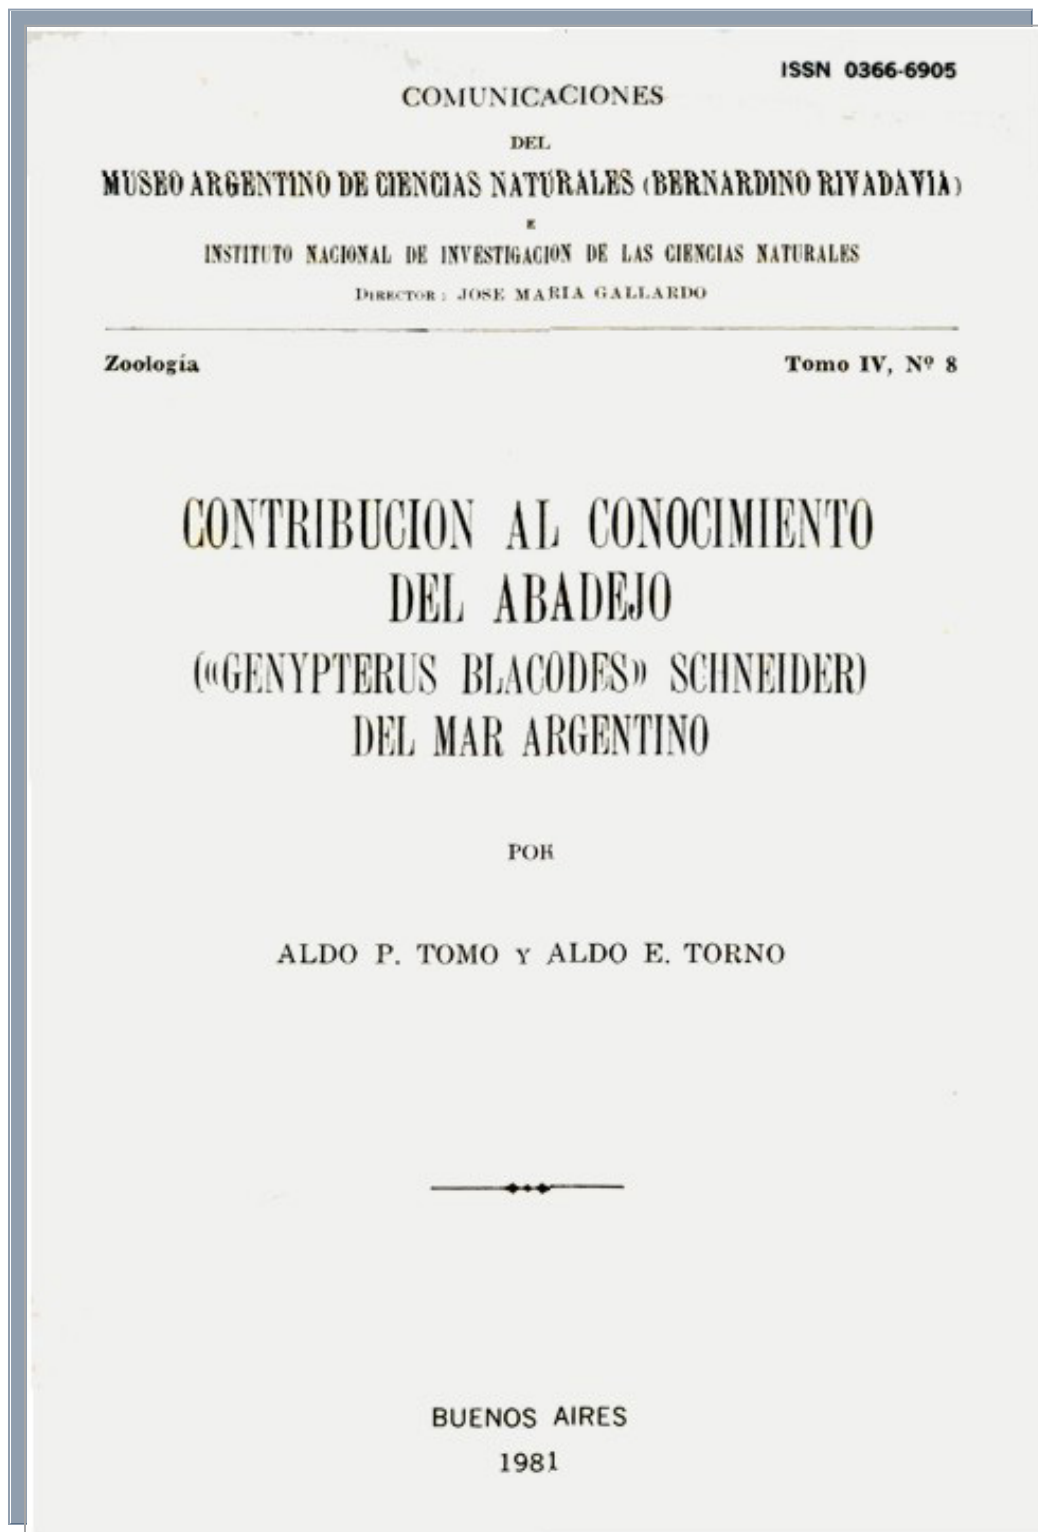 ISSN 0366-6905
COMUNICACIONES
DEL
MUSEO ARGENTINO DE CIENCIAS NATURALES (BERNARDINO RIVADAVIA)
E
INSTITUTO NACIONAL DE INVESTIGACION DE LAS CIENCIAS NATURALES
DIRECTOR: JOSE MARIA GALLARDO
Zoología Tomo IV, Nº 8
CONTRIBUCION AL CONOCIMIENTO
DEL ABADEJO
(«GENYPTERUS BLACODES» SCHNEIDER)
DEL MAR ARGENTINO
POR
ALDO P. TOMO Y ALDO E. TORNO
BUENOS AIRES
1981